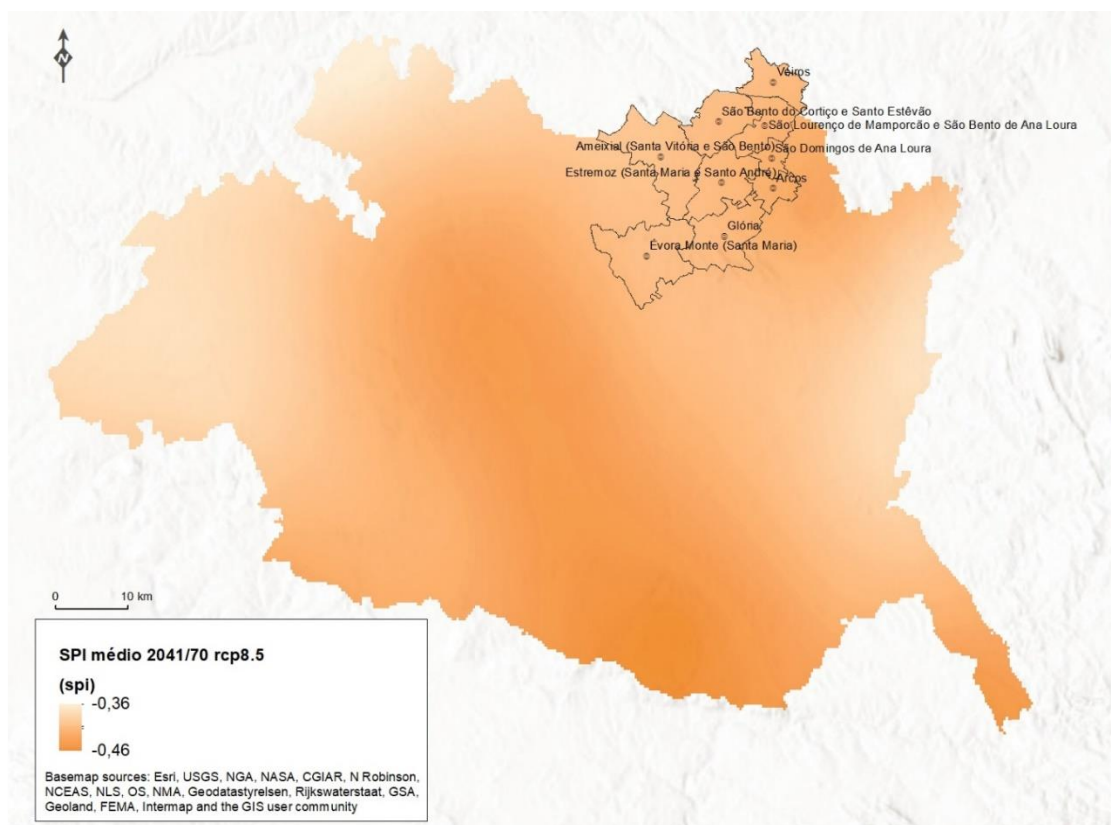 N
Veiros
São Bento do Cortiço e Santo Estêvão
São Lourenço de Mamporcão e São Bento de Ana Loura
Ameixial (Santa Vitória e São Bento)
São Domingos de Ana Loura
Estremoz (Santa Maria e Santo André)
Arcos
Glória
Évora Monte (Santa Maria)
0 10 km
SPI médio 2041/70 rcp8.5
(spi)
-0,36
-0,46
Basemap sources: Esri, USGS, NGA, NASA, CGIAR, N Robinson,
NCEAS, NLS, OS, NMA, Geodatastyrelsen, Rijkswaterstaat, GSA,
Geoland, FEMA, Intermap and the GIS user community